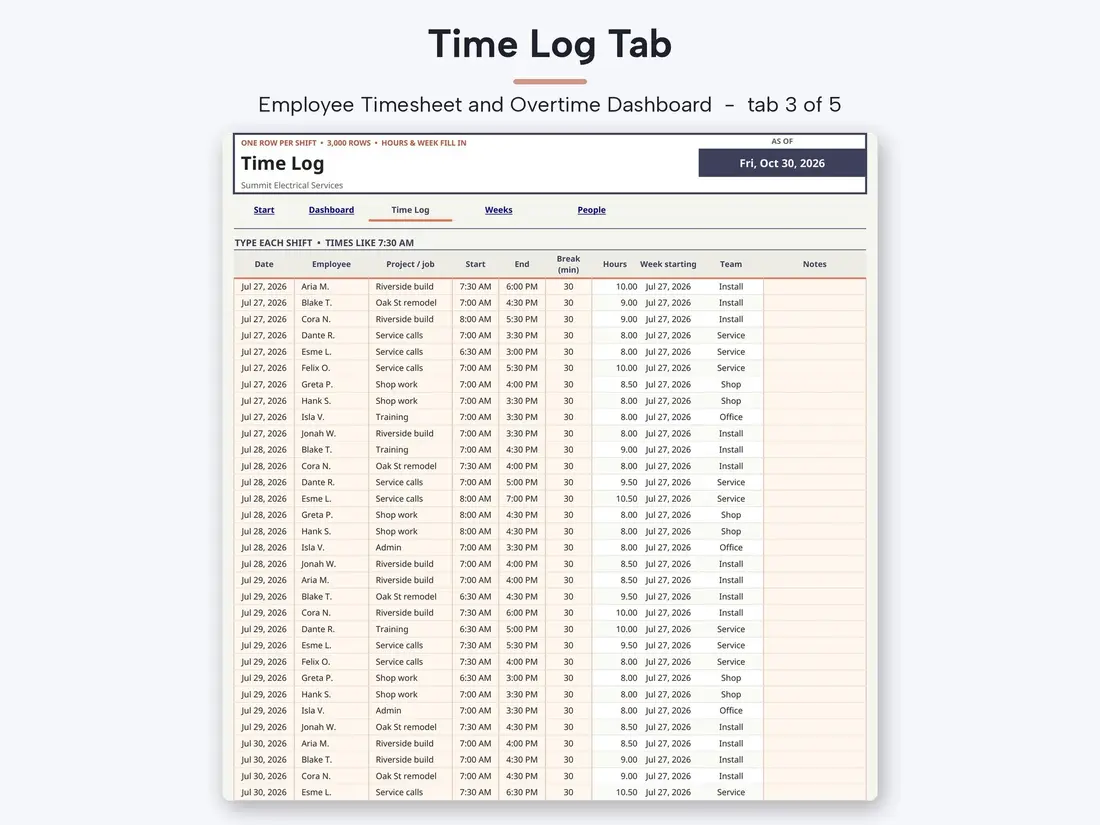 Time Log Tab
Employee Timesheet and Overtime Dashboard - tab 3 of 5
ONE ROW PER SHIFT • 3,000 ROWS • HOURS & WEEK FILL IN
AS OF
Time Log
Fri, Oct 30, 2026
Summit Electrical Services
Start Dashboard Time Log Weeks People
TYPE EACH SHIFT • TIMES LIKE 7:30 AM
Date Employee Project / job Start End Break (min) Hours Week starting Team Notes
Jul 27, 2026 Aria M. Riverside build 7:30 AM 6:00 PM 30 10.00 Jul 27, 2026 Install
Jul 27, 2026 Blake T. Oak St remodel 7:00 AM 4:30 PM 30 9.00 Jul 27, 2026 Install
Jul 27, 2026 Cora N. Riverside build 8:00 AM 5:30 PM 30 9.00 Jul 27, 2026 Install
Jul 27, 2026 Dante R. Service calls 7:00 AM 3:30 PM 30 8.00 Jul 27, 2026 Service
Jul 27, 2026 Esme L. Service calls 6:30 AM 3:00 PM 30 8.00 Jul 27, 2026 Service
Jul 27, 2026 Felix O. Service calls 7:00 AM 5:30 PM 30 10.00 Jul 27, 2026 Service
Jul 27, 2026 Greta P. Shop work 7:00 AM 4:00 PM 30 8.50 Jul 27, 2026 Shop
Jul 27, 2026 Hank S. Shop work 7:00 AM 3:30 PM 30 8.00 Jul 27, 2026 Shop
Jul 27, 2026 Isla V. Training 7:00 AM 3:30 PM 30 8.00 Jul 27, 2026 Office
Jul 27, 2026 Jonah W. Riverside build 7:00 AM 3:30 PM 30 8.00 Jul 27, 2026 Install
Jul 28, 2026 Blake T. Training 7:00 AM 4:30 PM 30 9.00 Jul 27, 2026 Install
Jul 28, 2026 Cora N. Oak St remodel 7:30 AM 4:00 PM 30 8.00 Jul 27, 2026 Install
Jul 28, 2026 Dante R. Service calls 7:00 AM 5:00 PM 30 9.50 Jul 27, 2026 Service
Jul 28, 2026 Esme L. Service calls 8:00 AM 7:00 PM 30 10.50 Jul 27, 2026 Service
Jul 28, 2026 Greta P. Shop work 8:00 AM 4:30 PM 30 8.00 Jul 27, 2026 Shop
Jul 28, 2026 Hank S. Shop work 8:00 AM 4:30 PM 30 8.00 Jul 27, 2026 Shop
Jul 28, 2026 Isla V. Admin 7:00 AM 3:30 PM 30 8.00 Jul 27, 2026 Office
Jul 28, 2026 Jonah W. Riverside build 7:00 AM 4:00 PM 30 8.50 Jul 27, 2026 Install
Jul 29, 2026 Aria M. Riverside build 7:00 AM 4:00 PM 30 8.50 Jul 27, 2026 Install
Jul 29, 2026 Blake T. Oak St remodel 6:30 AM 4:30 PM 30 9.50 Jul 27, 2026 Install
Jul 29, 2026 Cora N. Riverside build 7:30 AM 6:00 PM 30 10.00 Jul 27, 2026 Install
Jul 29, 2026 Dante R. Training 6:30 AM 5:00 PM 30 10.00 Jul 27, 2026 Service
Jul 29, 2026 Esme L. Service calls 7:30 AM 5:30 PM 30 9.50 Jul 27, 2026 Service
Jul 29, 2026 Felix O. Service calls 7:30 AM 4:00 PM 30 8.00 Jul 27, 2026 Service
Jul 29, 2026 Greta P. Shop work 6:30 AM 3:00 PM 30 8.00 Jul 27, 2026 Shop
Jul 29, 2026 Hank S. Shop work 7:00 AM 3:30 PM 30 8.00 Jul 27, 2026 Shop
Jul 29, 2026 Isla V. Admin 7:00 AM 3:30 PM 30 8.00 Jul 27, 2026 Office
Jul 29, 2026 Jonah W. Oak St remodel 7:30 AM 4:30 PM 30 8.50 Jul 27, 2026 Install
Jul 30, 2026 Aria M. Riverside build 7:00 AM 4:00 PM 30 8.50 Jul 27, 2026 Install
Jul 30, 2026 Blake T. Riverside build 7:00 AM 4:30 PM 30 9.00 Jul 27, 2026 Install
Jul 30, 2026 Cora N. Oak St remodel 7:00 AM 4:30 PM 30 9.00 Jul 27, 2026 Install
Jul 30, 2026 Esme L. Service calls 7:30 AM 6:30 PM 30 10.50 Jul 27, 2026 Service